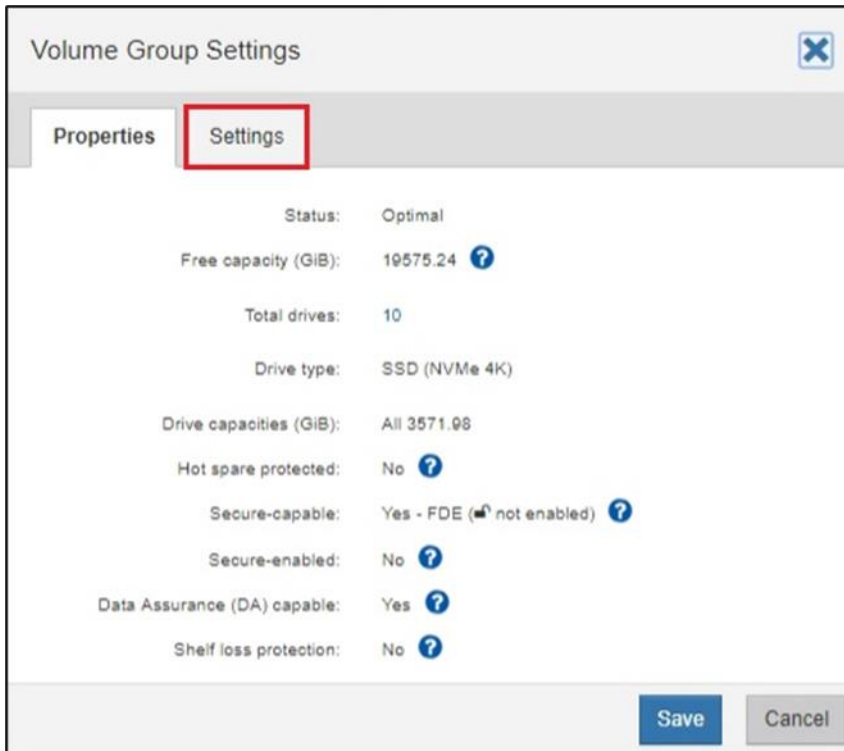 Volume Group Settings
Properties Settings
Status: Optimal
Free capacity (GiB): 19575.24 ?
Total drives: 10
Drive type: SSD (NVMe 4K)
Drive capacities (GiB): All 3571.98
Hot spare protected: No ?
Secure-capable: Yes - FDE ( not enabled) ?
Secure-enabled: No ?
Data Assurance (DA) capable: Yes ?
Shelf loss protection: No ?
Save Cancel